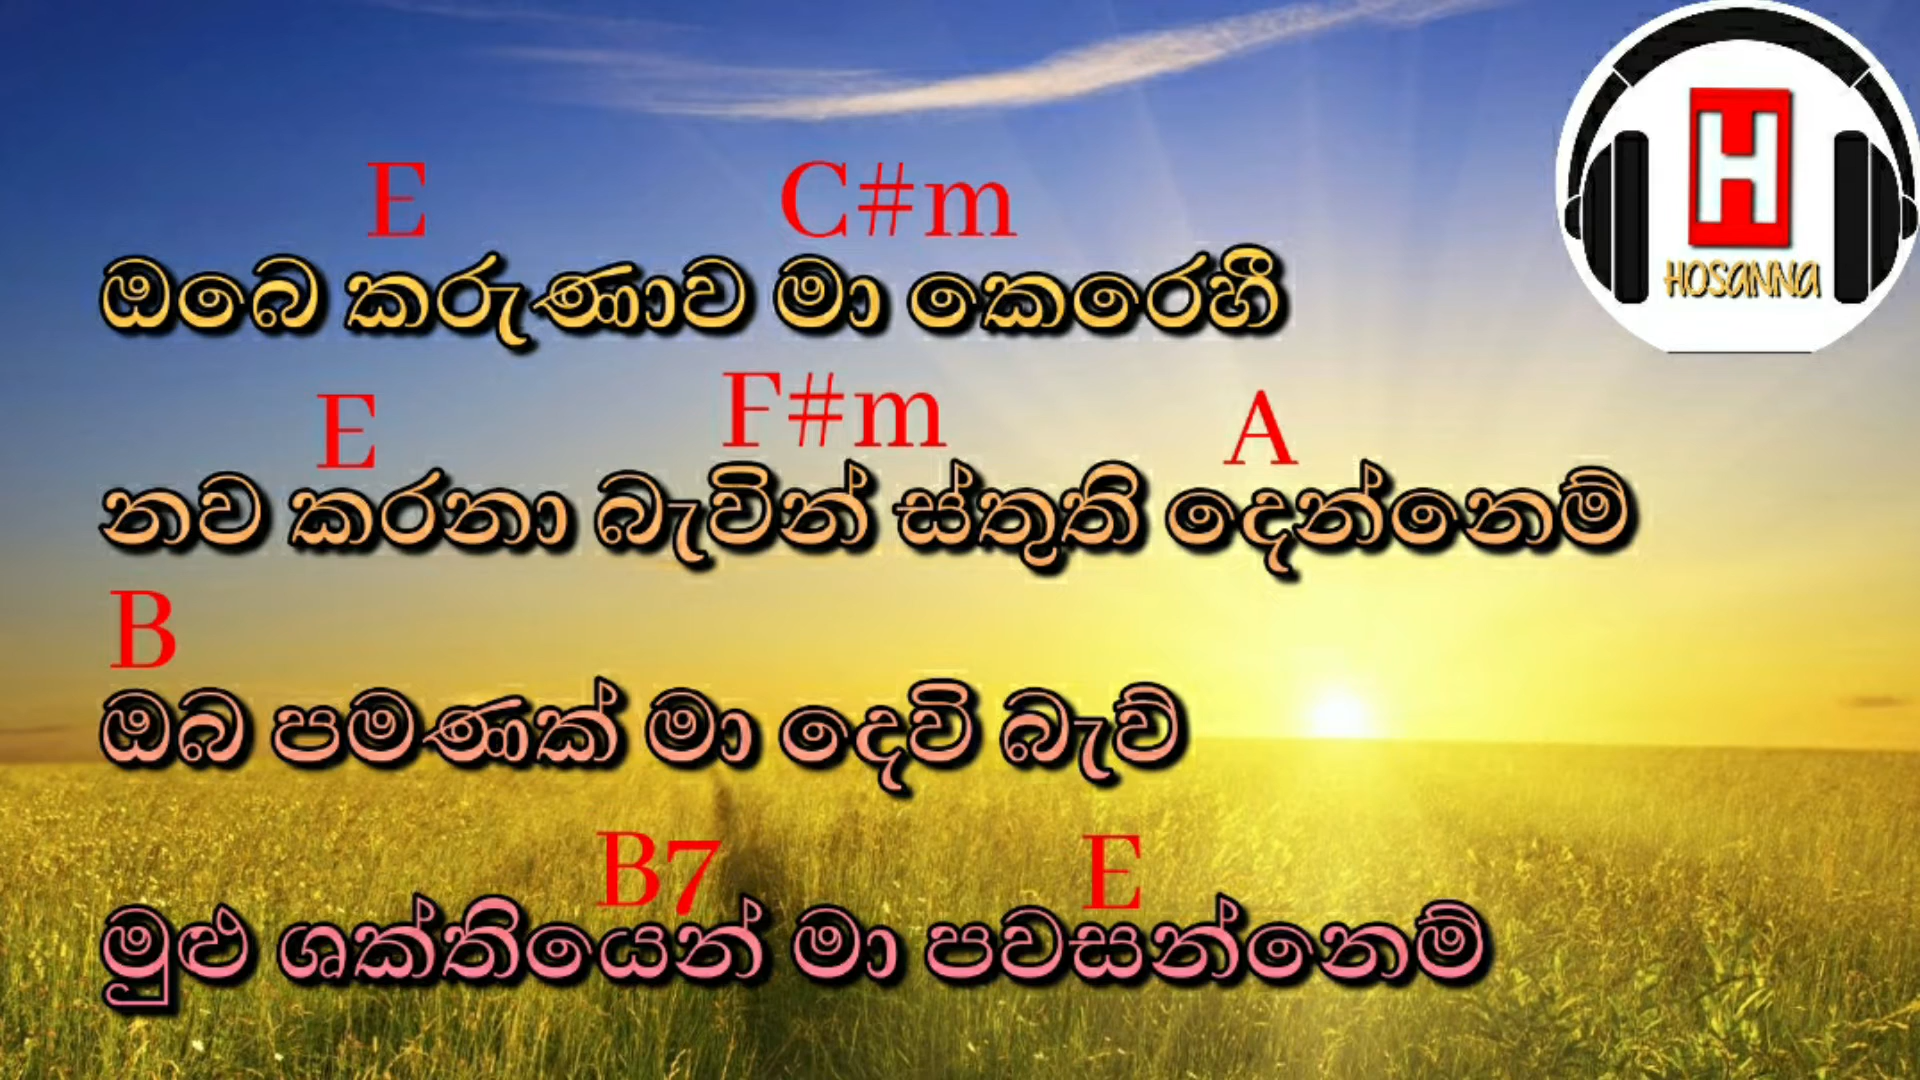 E C#m
ඔබෙ කරුණාව මා කෙරෙහී
E F#m A
නව කරනා බැවින් ස්තුති දෙන්නෙම්
B
ඔබ පමණක් මා දෙවි බැව්
B7 E
මුළු ශක්තියෙන් මා පවසන්නෙම්
H
HOSANNA